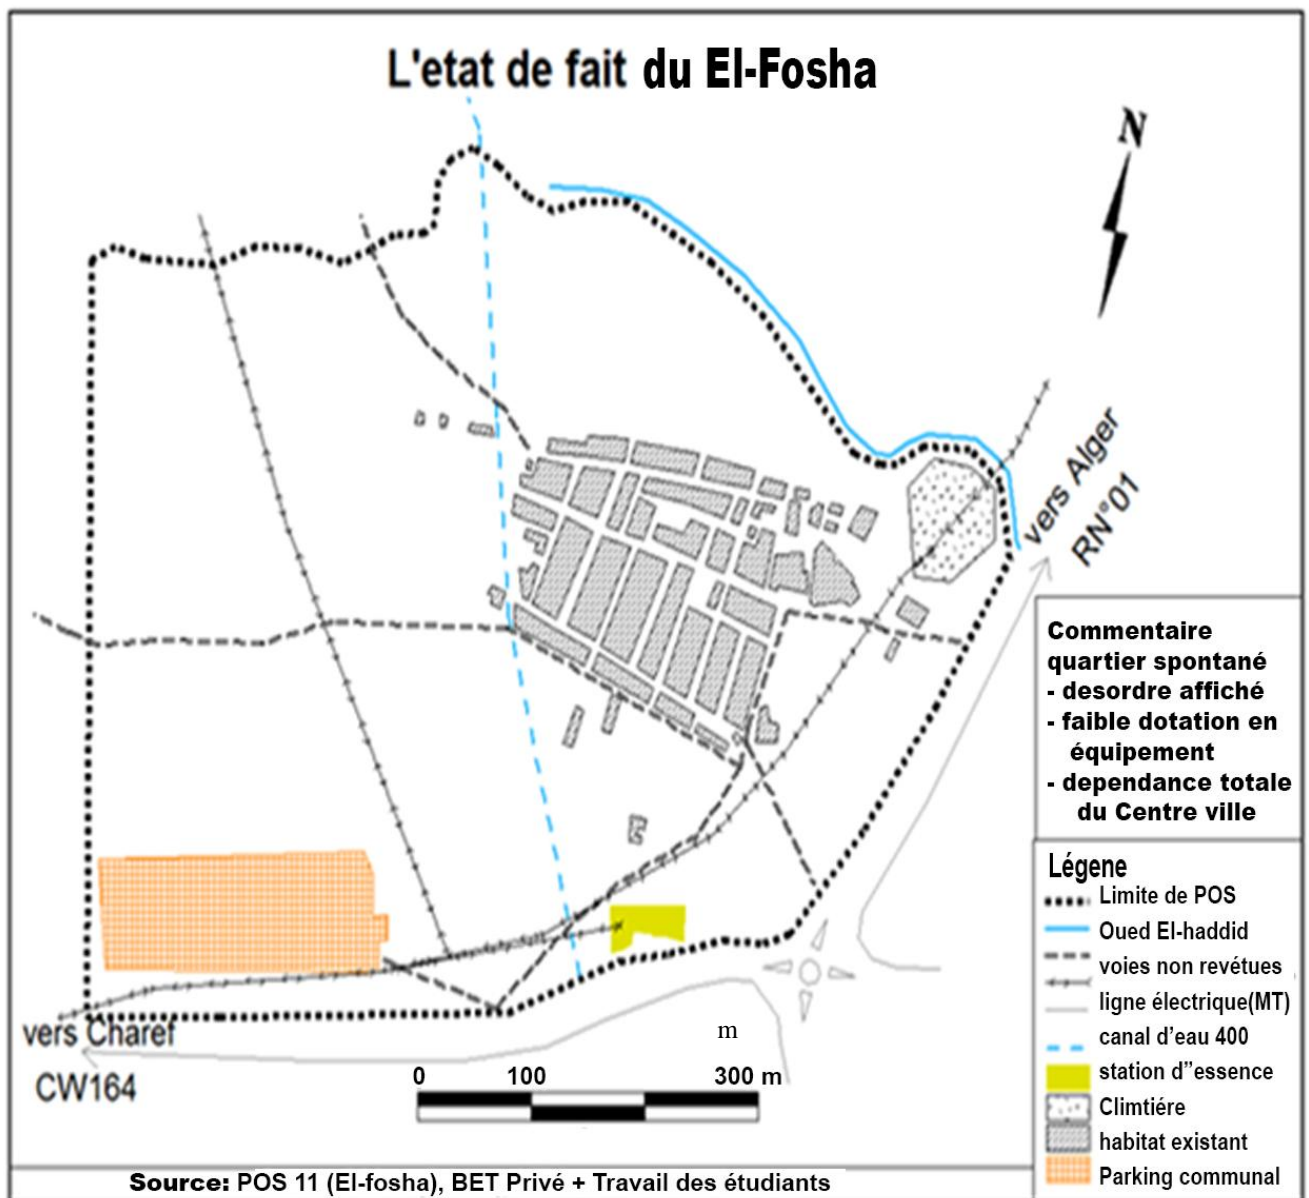 L'etat de fait du El-Fosha
N
vers Alger
RN°01
Commentaire
quartier spontané
- desordre affiché
- faible dotation en
équipement
- dependance totale
du Centre ville
Légene
Limite de POS
Oued El-haddid
voies non revétues
ligne électrique(MT)
canal d'eau 400
station d"essence
Climtiére
habitat existant
Parking communal
vers Charef
CW164
m
0 100 300 m
Source: POS 11 (El-fosha), BET Privé + Travail des étudiants